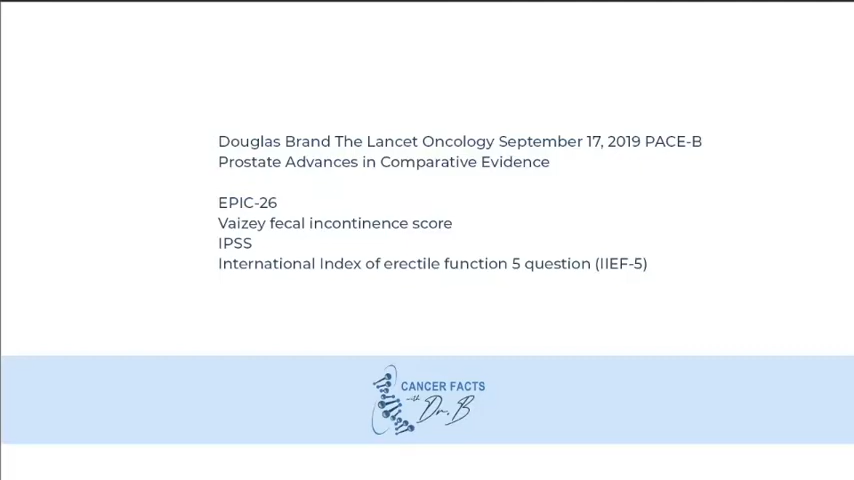 Douglas Brand The Lancet Oncology September 17, 2019 PACE-B
Prostate Advances in Comparative Evidence
EPIC-26
Vaizey fecal incontinence score
IPSS
International Index of erectile function 5 question (IIEF-5)
CANCER FACTS
with
Dr. B